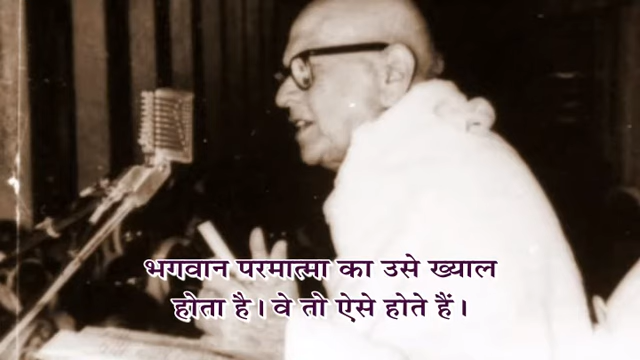 भगवान परमात्मा का उसे ख्याल
होता है। वे तो ऐसे होते हैं।